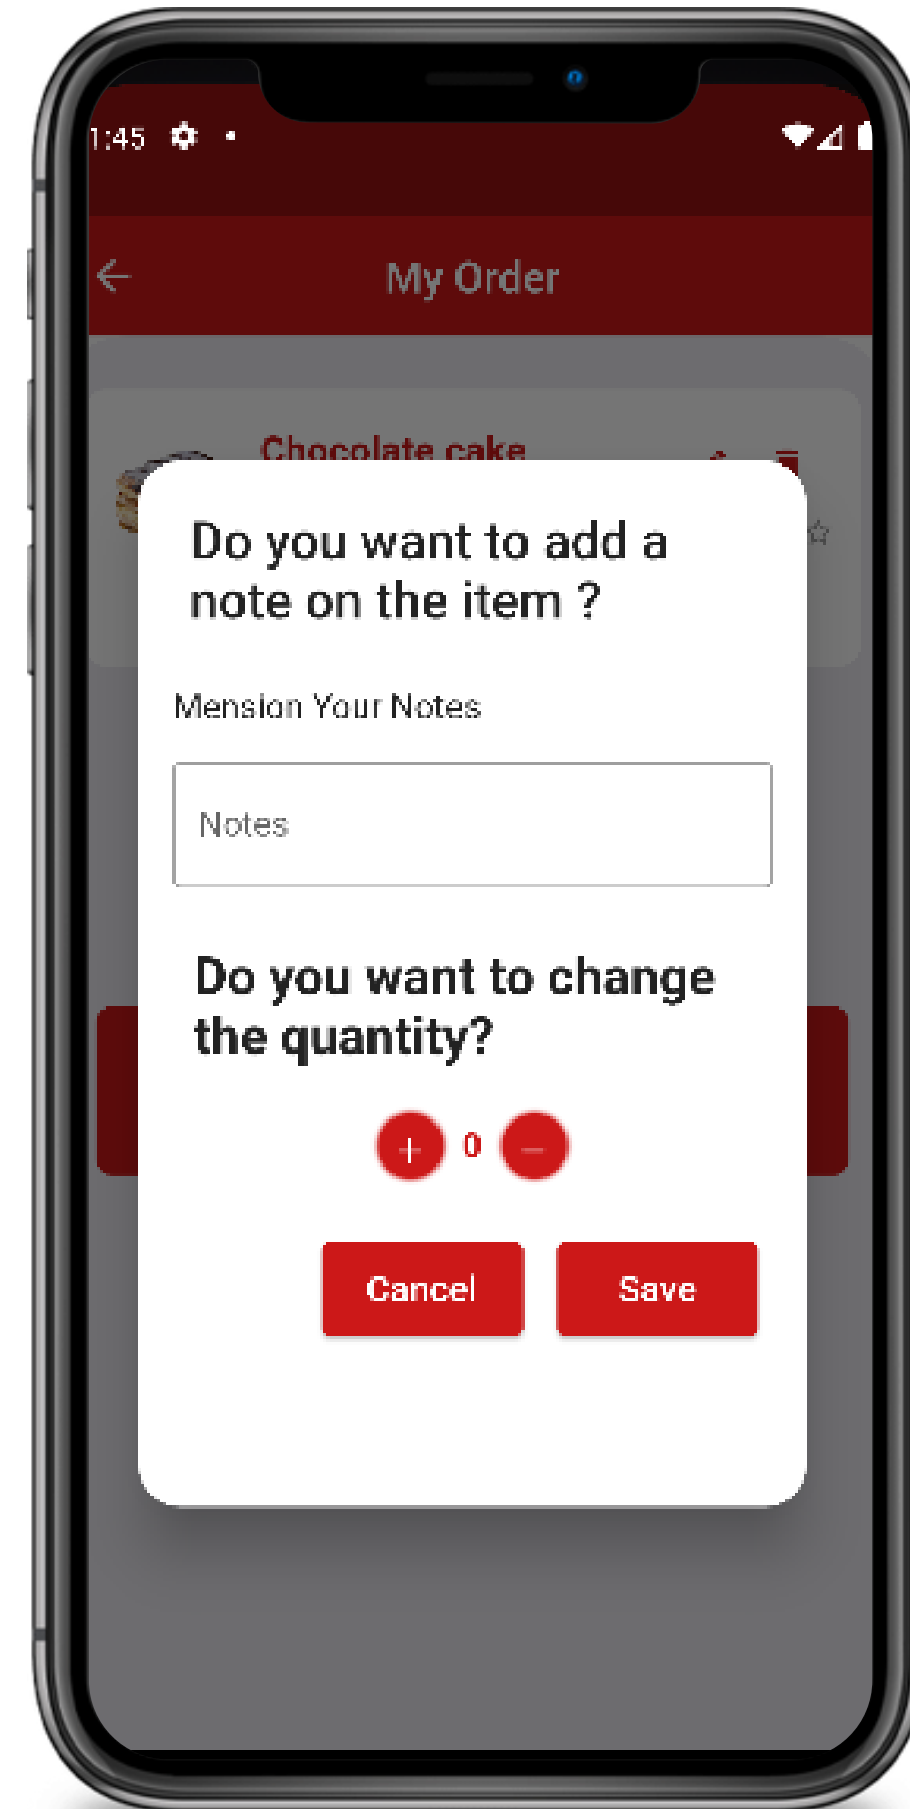 1:45
My Order
Chocolate cake
Do you want to add a
note on the item ?
Mension Your Notes
Notes
Do you want to change
the quantity?
+ 0 −
Cancel Save